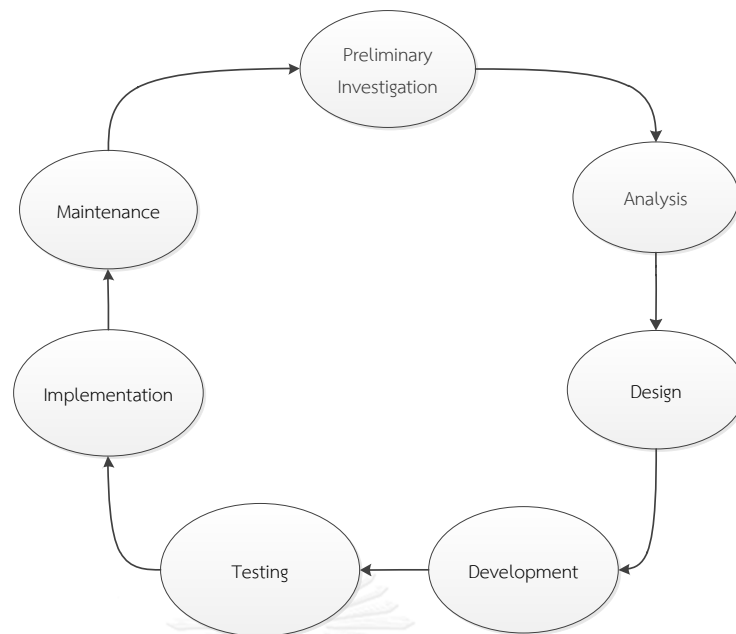 Preliminary
Investigation
Analysis
Design
Development
Testing
Implementation
Maintenance